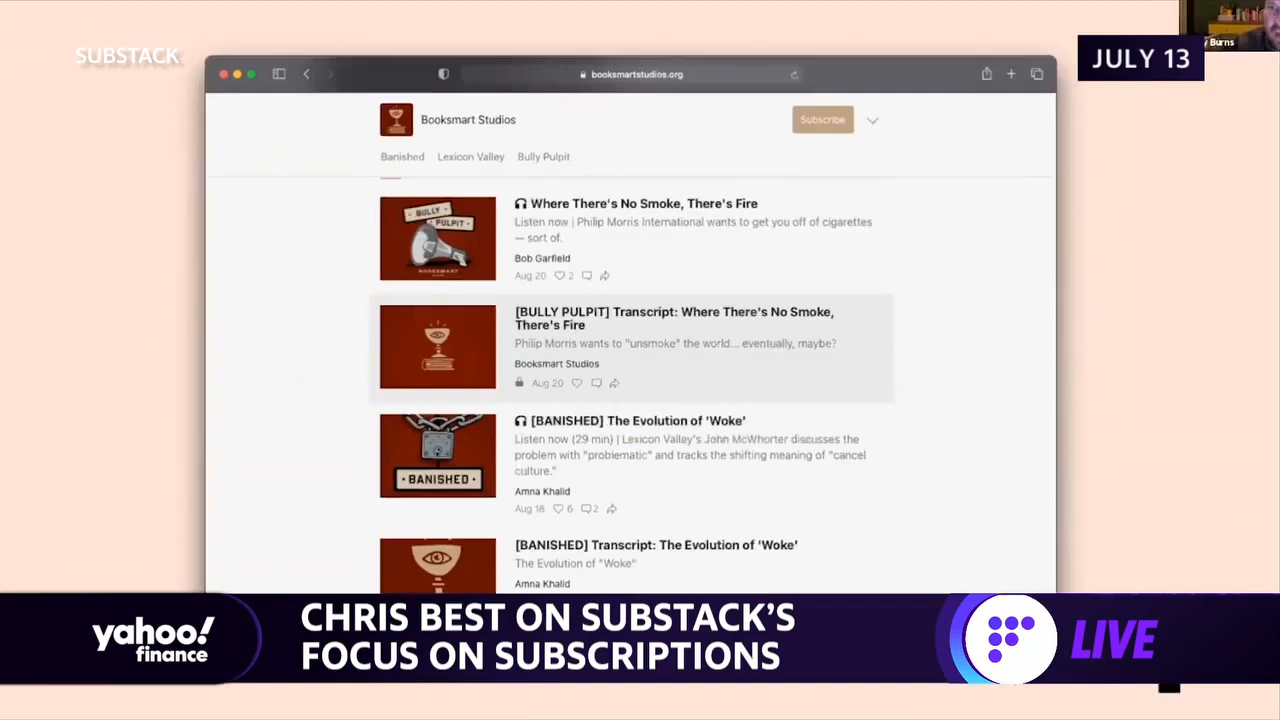 SUBSTACK
JULY 13
Burns
booksmartstudios.org
Booksmart Studios
Subscribe
Banished Lexicon Valley Bully Pulpit
BULLY
PULPIT
BOOKSMART
Where There's No Smoke, There's Fire
Listen now | Philip Morris International wants to get you off of cigarettes
— sort of.
Bob Garfield
Aug 20 2
[BULLY PULPIT] Transcript: Where There's No Smoke,
There's Fire
Philip Morris wants to "unsmoke" the world... eventually, maybe?
Booksmart Studios
Aug 20
· BANISHED ·
[BANISHED] The Evolution of 'Woke'
Listen now (29 min) | Lexicon Valley's John McWhorter discusses the
problem with "problematic" and tracks the shifting meaning of "cancel
culture."
Amna Khalid
Aug 18 6 2
[BANISHED] Transcript: The Evolution of 'Woke'
The Evolution of "Woke"
Amna Khalid
yahoo!
finance
CHRIS BEST ON SUBSTACK'S
FOCUS ON SUBSCRIPTIONS
LIVE